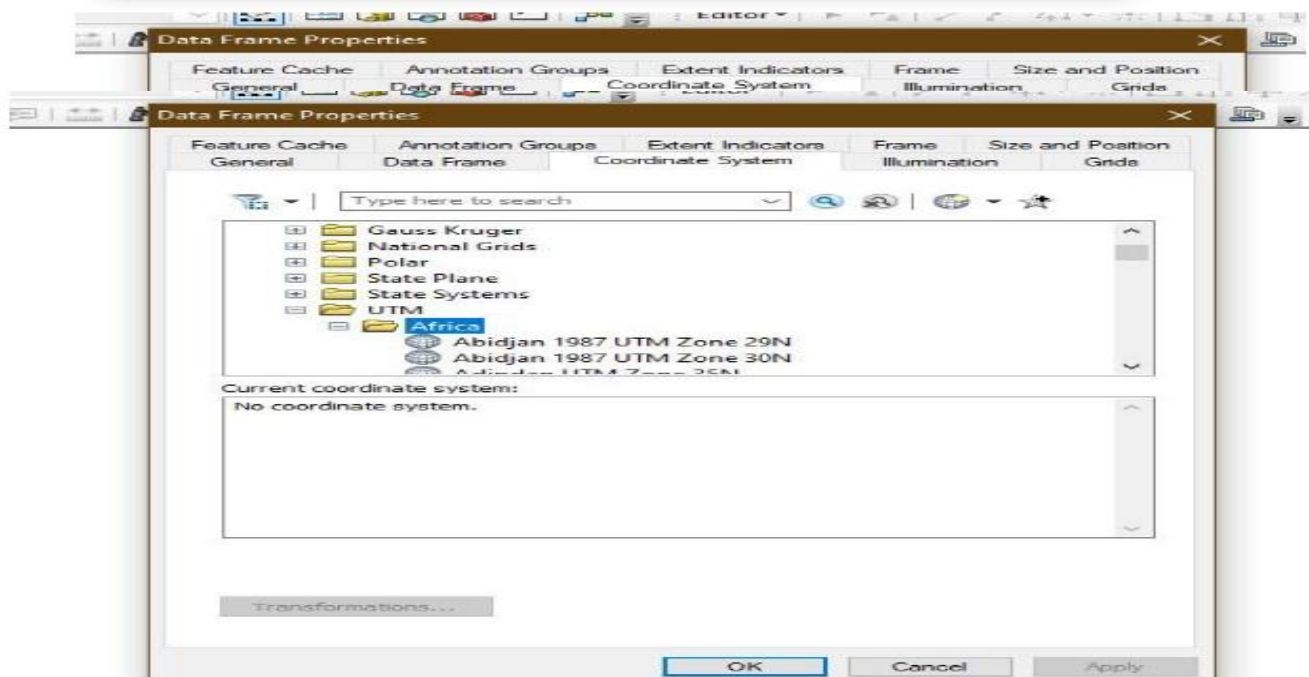 Editor
Data Frame Properties
Feature Cache Annotation Groups Extent Indicators Frame Size and Position
General Data Frame Coordinate System Illumination Grids
Data Frame Properties
Feature Cache Annotation Groups Extent Indicators Frame Size and Position
General Data Frame Coordinate System Illumination Grids
Type here to search
Gauss Kruger
National Grids
Polar
State Plane
State Systems
UTM
Africa
Abidjan 1987 UTM Zone 29N
Abidjan 1987 UTM Zone 30N
Adindan UTM Zone 35N
Current coordinate system:
No coordinate system.
Transformations...
OK Cancel Apply